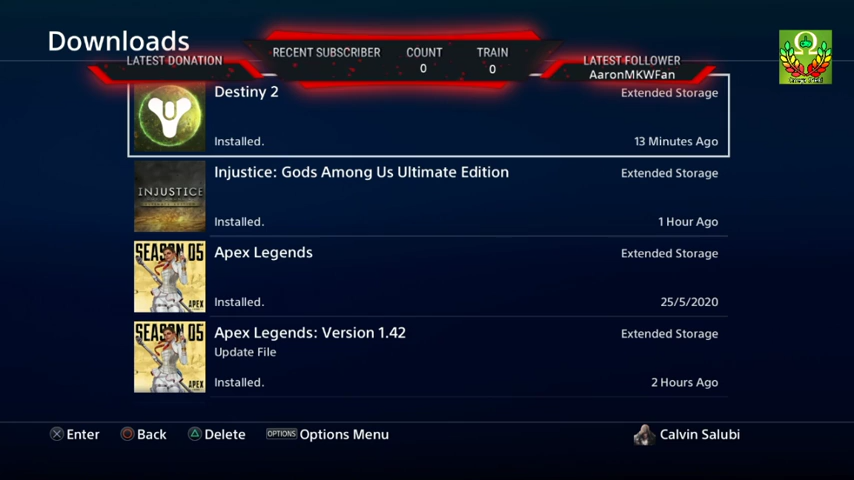 Downloads
LATEST DONATION
RECENT SUBSCRIBER
COUNT
0
TRAIN
0
LATEST FOLLOWER
AaronMKWFan
Destiny 2
Extended Storage
Installed.
13 Minutes Ago
INJUSTICE
Injustice: Gods Among Us Ultimate Edition
Extended Storage
Installed.
1 Hour Ago
SEASON 05
APEX
Apex Legends
Extended Storage
Installed.
25/5/2020
SEASON 05
APEX
Apex Legends: Version 1.42
Extended Storage
Update File
Installed.
2 Hours Ago
Enter
Back
Delete
OPTIONS Options Menu
Calvin Salubi